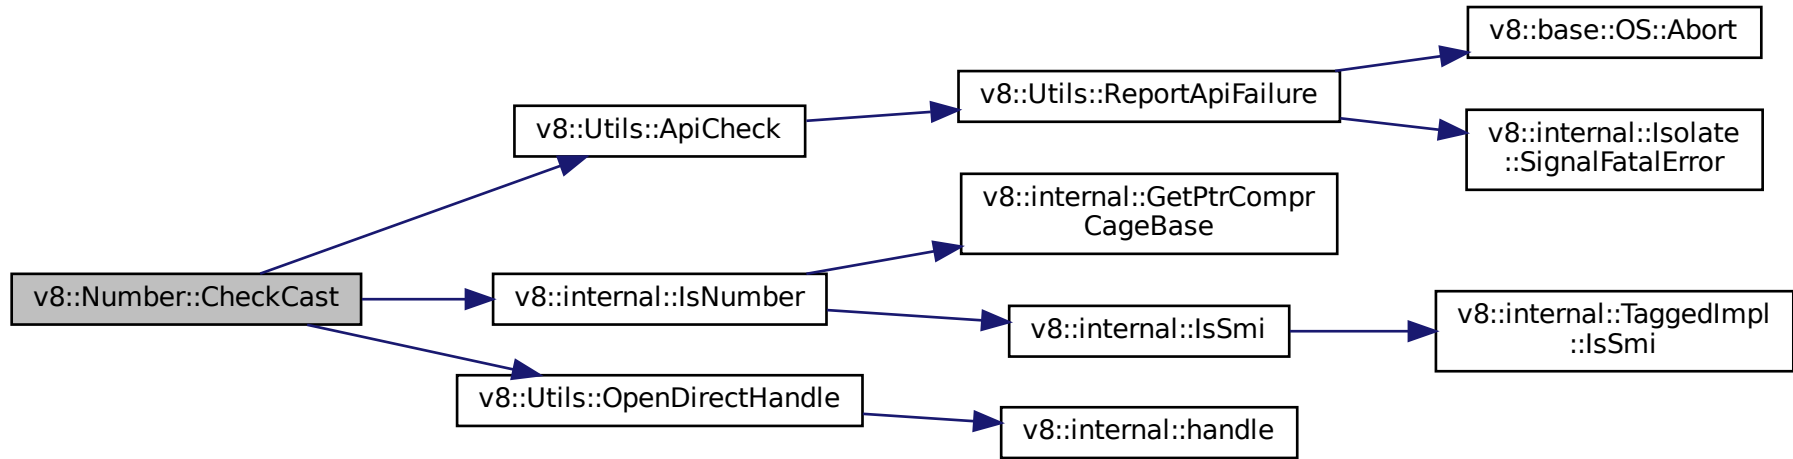 v8::Number::CheckCast
v8::Utils::ApiCheck
v8::Utils::ReportApiFailure
v8::base::OS::Abort
v8::internal::Isolate
::SignalFatalError
v8::internal::IsNumber
v8::internal::GetPtrCompr
CageBase
v8::internal::IsSmi
v8::internal::TaggedImpl
::IsSmi
v8::Utils::OpenDirectHandle
v8::internal::handle